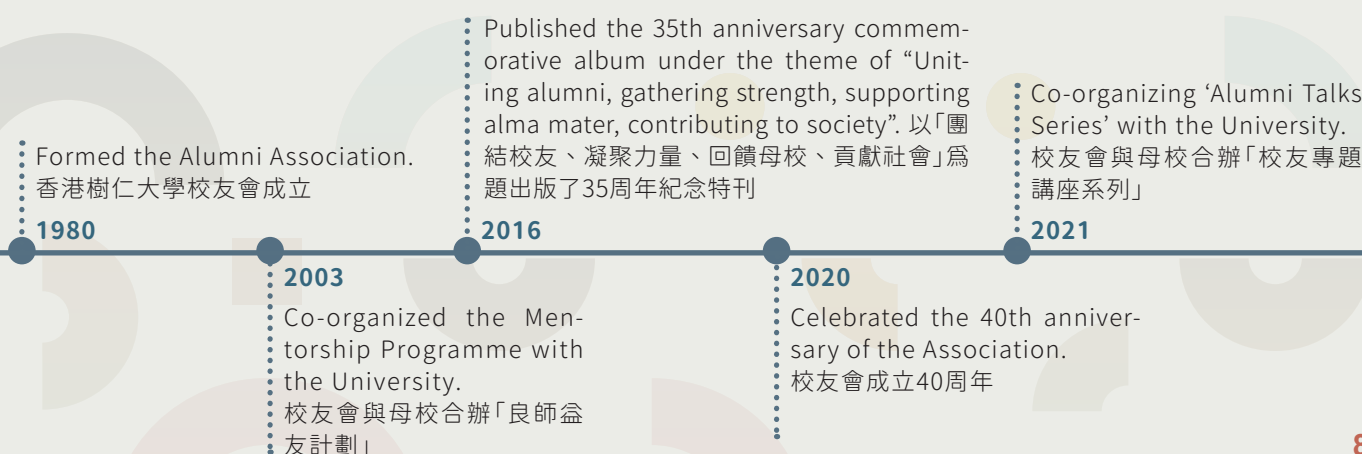 Formed the Alumni Association.
香港樹仁大學校友會成立
1980
2003
Co-organized the Men-
torship Programme with
the University.
校友會與母校合辦「良師益
友計劃」
Published the 35th anniversary commem-
orative album under the theme of “Unit-
ing alumni, gathering strength, supporting
alma mater, contributing to society”. 以「團
結校友、凝聚力量、回饋母校、貢獻社會」為
題出版了35周年紀念特刊
2016
2020
Celebrated the 40th anniver-
sary of the Association.
校友會成立40周年
Co-organizing ‘Alumni Talks
Series’ with the University.
校友會與母校合辦「校友專題
講座系列」
2021